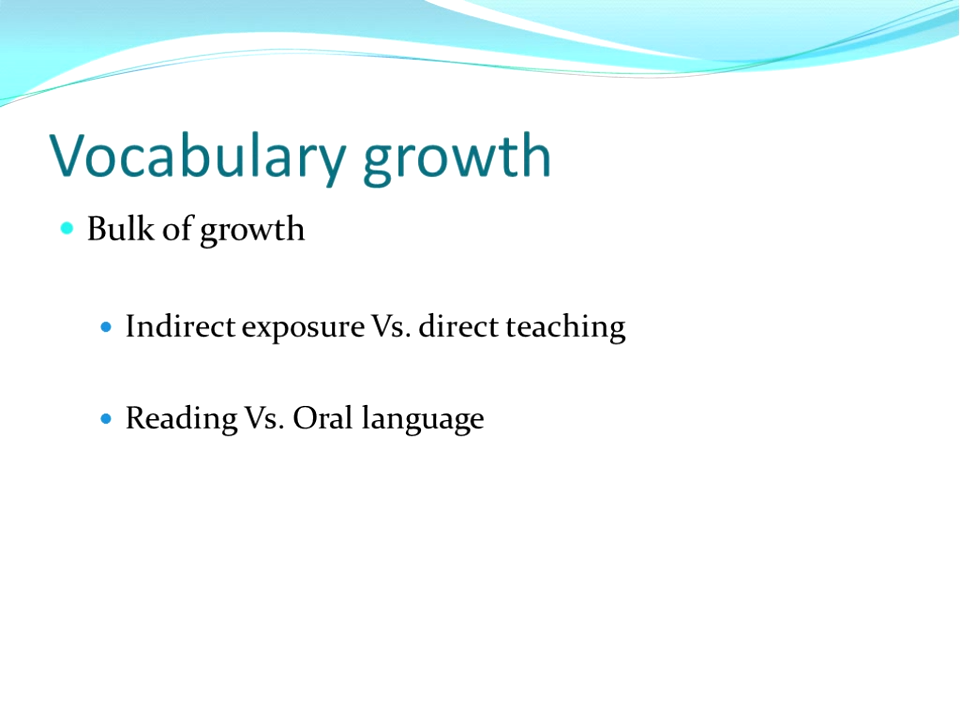 Vocabulary growth
Bulk of growth
Indirect exposure Vs. direct teaching
Reading Vs. Oral language